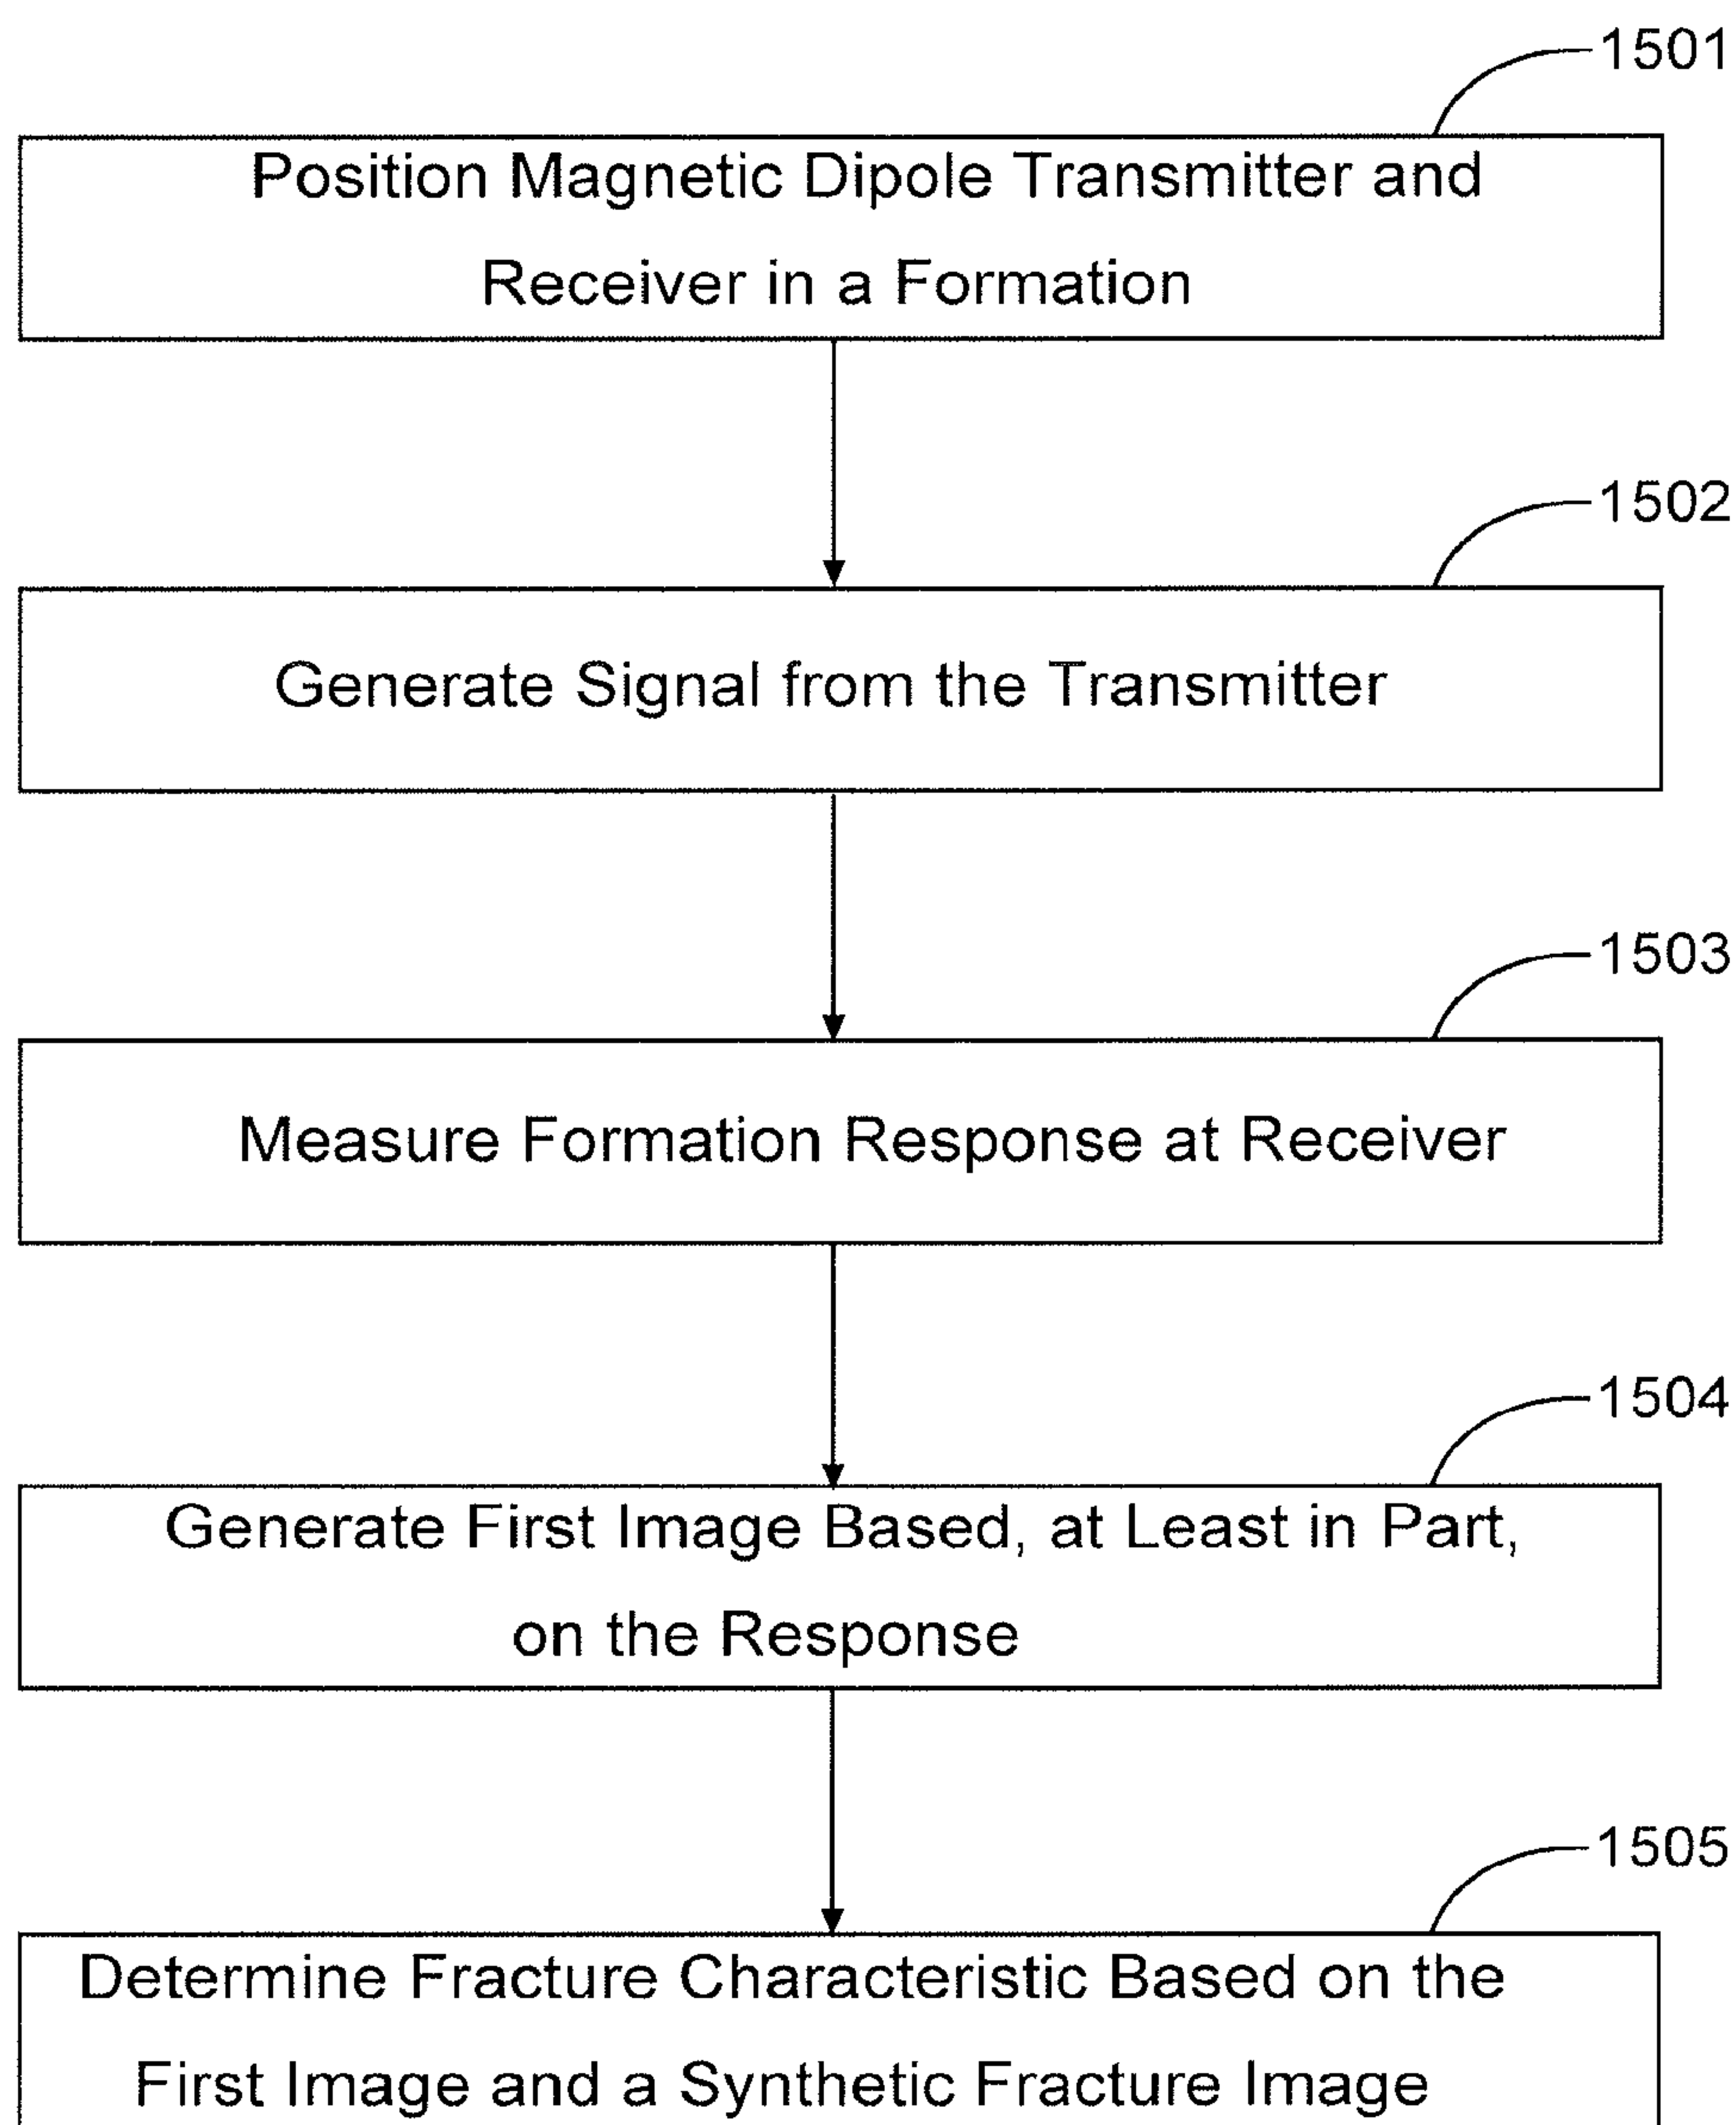 1501
Position Magnetic Dipole Transmitter and
Receiver in a Formation
1502
Generate Signal from the Transmitter
1503
Measure Formation Response at Receiver
1504
Generate First Image Based, at Least in Part,
on the Response
1505
Determine Fracture Characteristic Based on the
First Image and a Synthetic Fracture Image